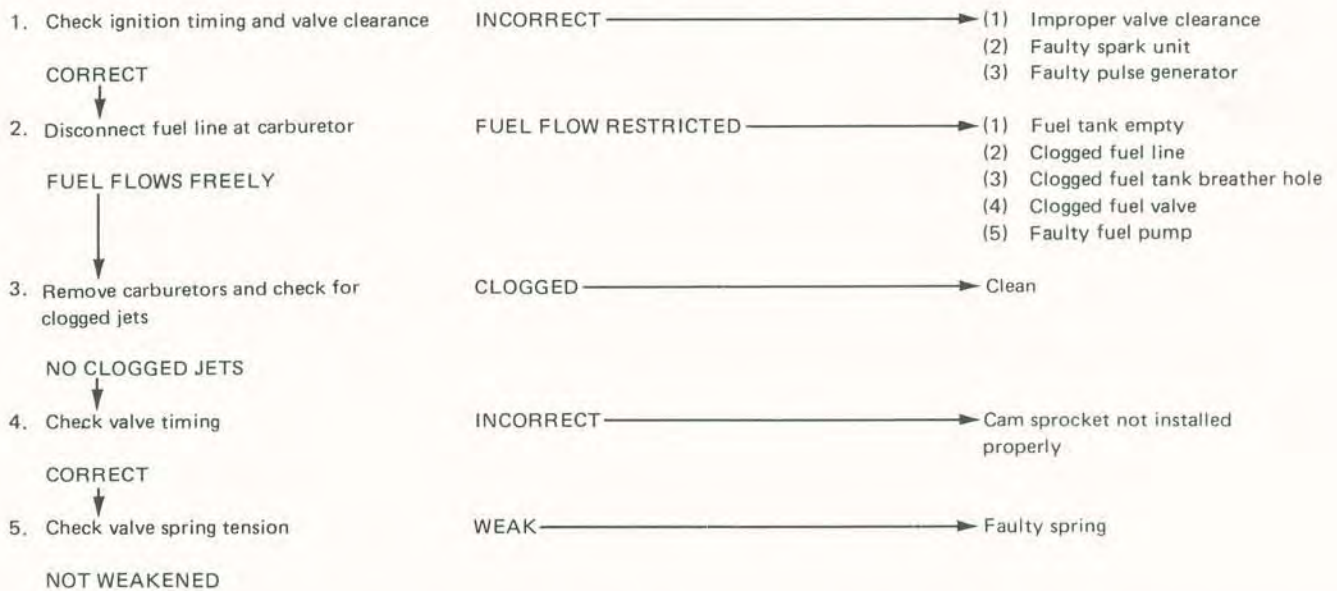 1. Check ignition timing and valve clearance
INCORRECT
(1) Improper valve clearance
(2) Faulty spark unit
(3) Faulty pulse generator
CORRECT
2. Disconnect fuel line at carburetor
FUEL FLOW RESTRICTED
(1) Fuel tank empty
(2) Clogged fuel line
(3) Clogged fuel tank breather hole
(4) Clogged fuel valve
(5) Faulty fuel pump
FUEL FLOWS FREELY
3. Remove carburetors and check for
clogged jets
CLOGGED
Clean
NO CLOGGED JETS
4. Check valve timing
INCORRECT
Cam sprocket not installed
properly
CORRECT
5. Check valve spring tension
WEAK
Faulty spring
NOT WEAKENED